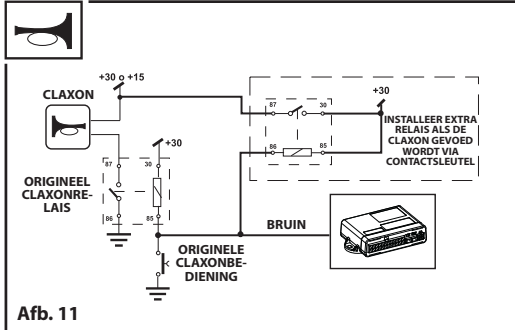 +30 o +15
CLAXON
+30
87
30
INSTALLEER EXTRA
RELAIS ALS DE
CLAXON GEVOED
WORDT VIA
CONTACTSLEUTEL
86
85
+30
87
30
ORIGINEEL
CLAXONRE-
LAIS
86
85
BRUIN
ORIGINELE
CLAXONBE-
DIENING
Afb. 11